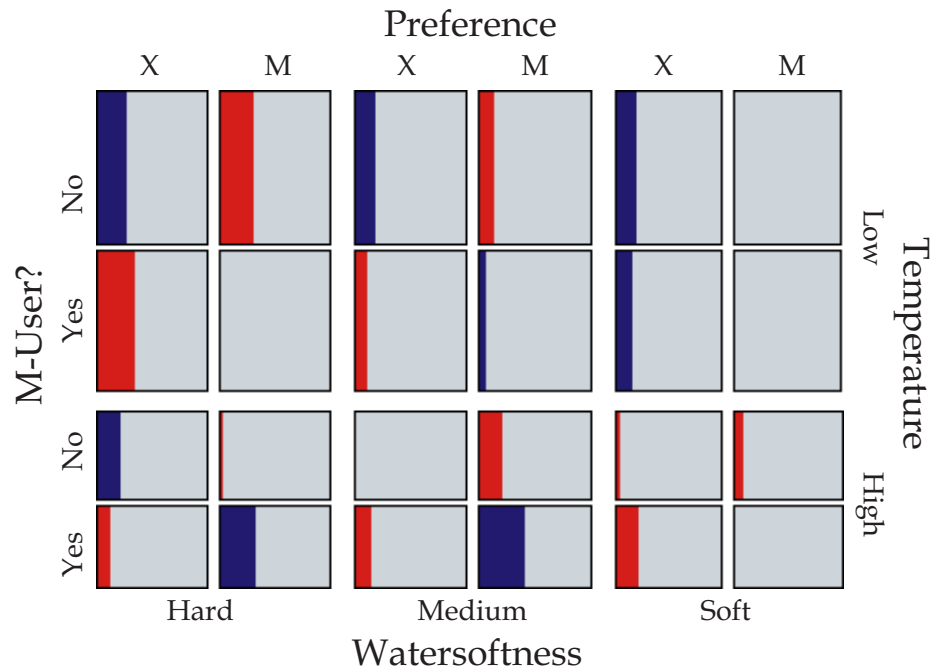 Preference
X M X M X M
M-User?
No
Yes
No
Yes
Low
High
Temperature
Hard Medium Soft
Watersoftness